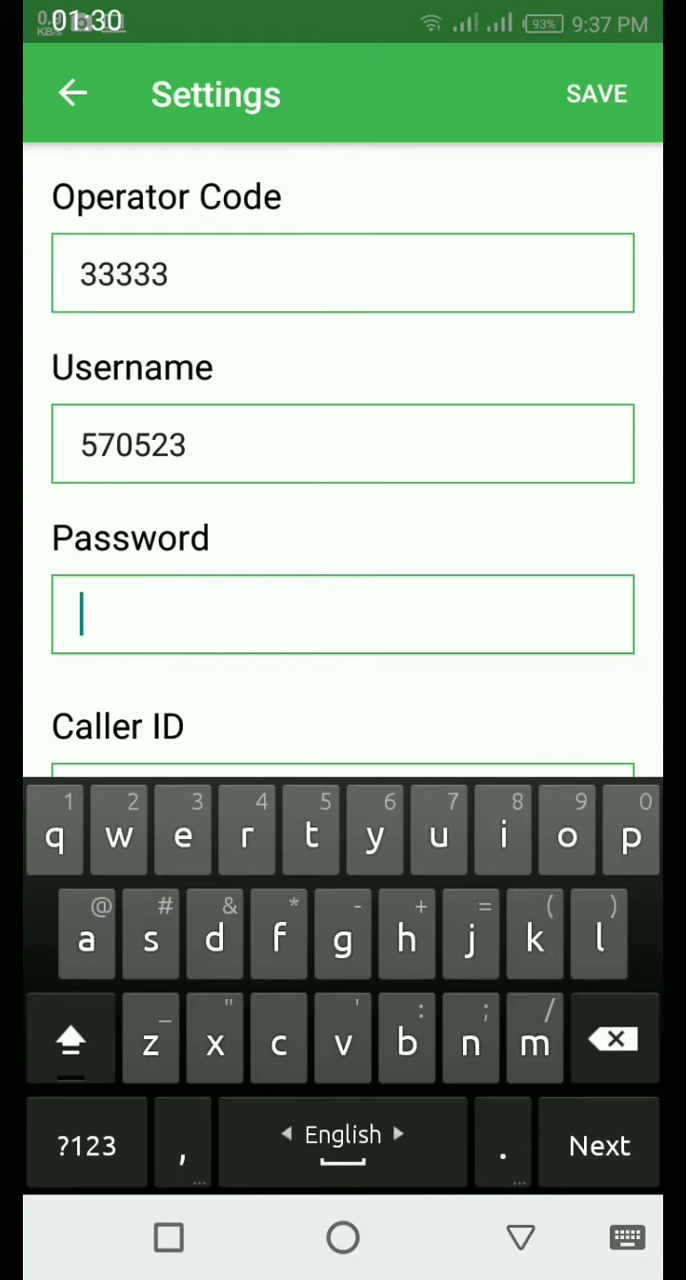 01:30
KB/s 93% 9:37 PM
Settings SAVE
Operator Code
33333
Username
570523
Password
Caller ID
1 2 3 4 5 6 7 8 9 0
q w e r t y u i o p
@ # & * - + = ( )
a s d f g h j k l
_ " ' : ; /
z x c v b n m
?123 , ... English . ... Next